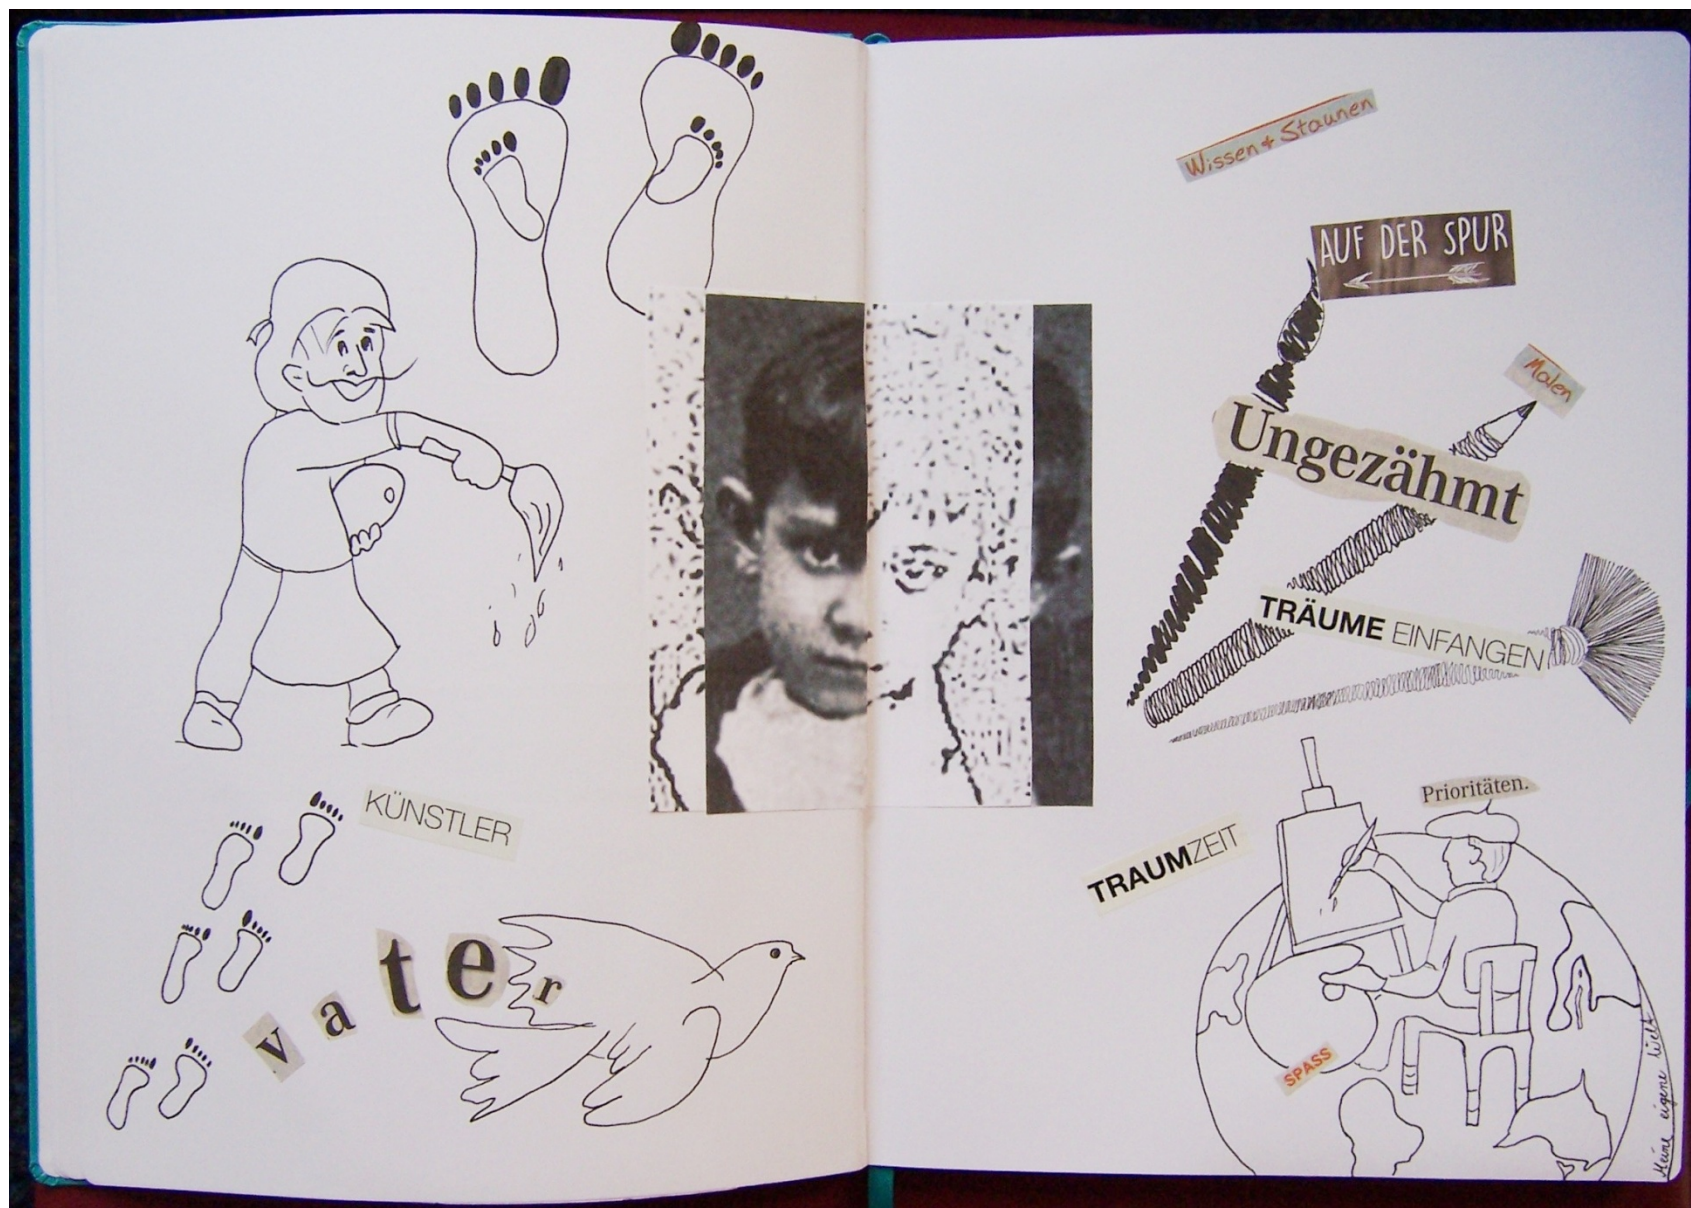 KÜNSTLER
vater
Wissen & Staunen
AUF DER SPUR
Malen
Ungezähmt
TRÄUME EINFANGEN
Prioritäten.
TRAUMZEIT
SPASS
Meine eigene Welt